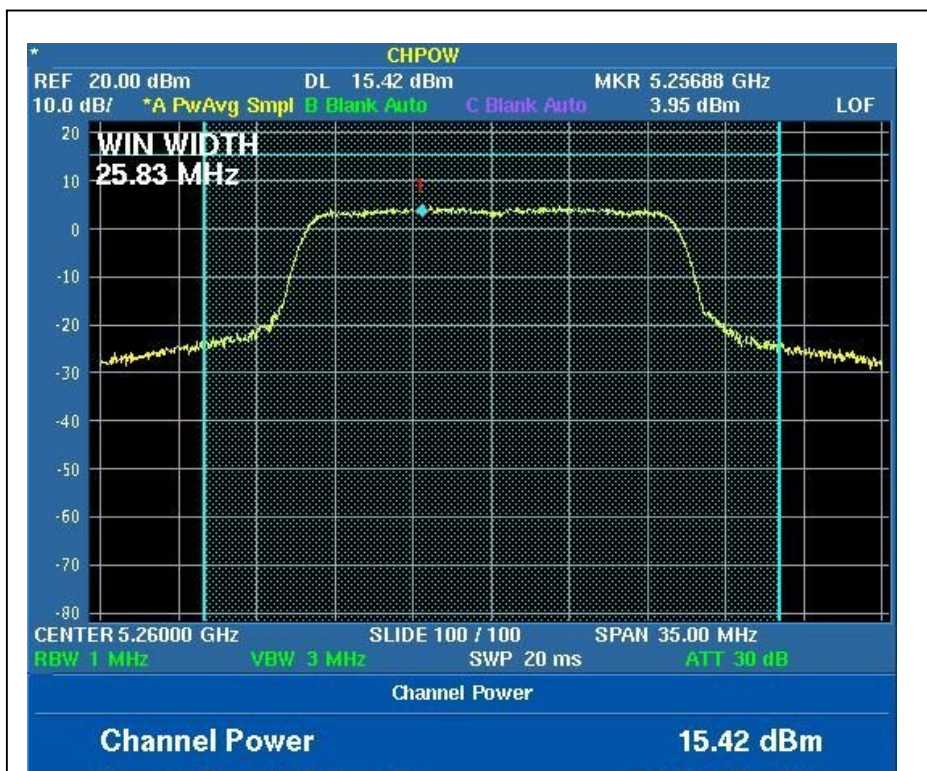 *
CHPOW
REF 20.00 dBm DL 15.42 dBm MKR 5.25688 GHz
10.0 dB/ *A PwAvg Smpl B Blank Auto C Blank Auto 3.95 dBm LOF
WIN WIDTH
25.83 MHz
20
10
0
-10
-20
-30
-40
-50
-60
-70
-80
CENTER 5.26000 GHz SLIDE 100 / 100 SPAN 35.00 MHz
RBW 1 MHz VBW 3 MHz SWP 20 ms ATT 30 dB
Channel Power
Channel Power 15.42 dBm